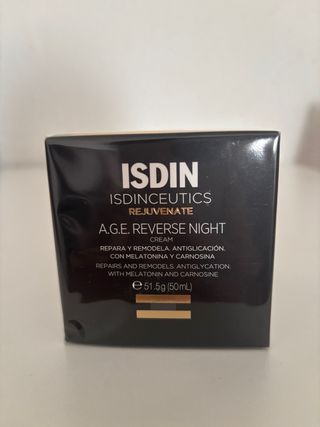 ISDIN
ISDINCEUTICS
REJUVENATE
A.G.E. REVERSE NIGHT
CREAM
REPARA Y REMODELA. ANTIGLICACIÓN.
CON MELATONINA Y CARNOSINA
REPAIRS AND REMODELS. ANTIGLYCATION.
WITH MELATONIN AND CARNOSINE
℮ 51.5g (50mL)